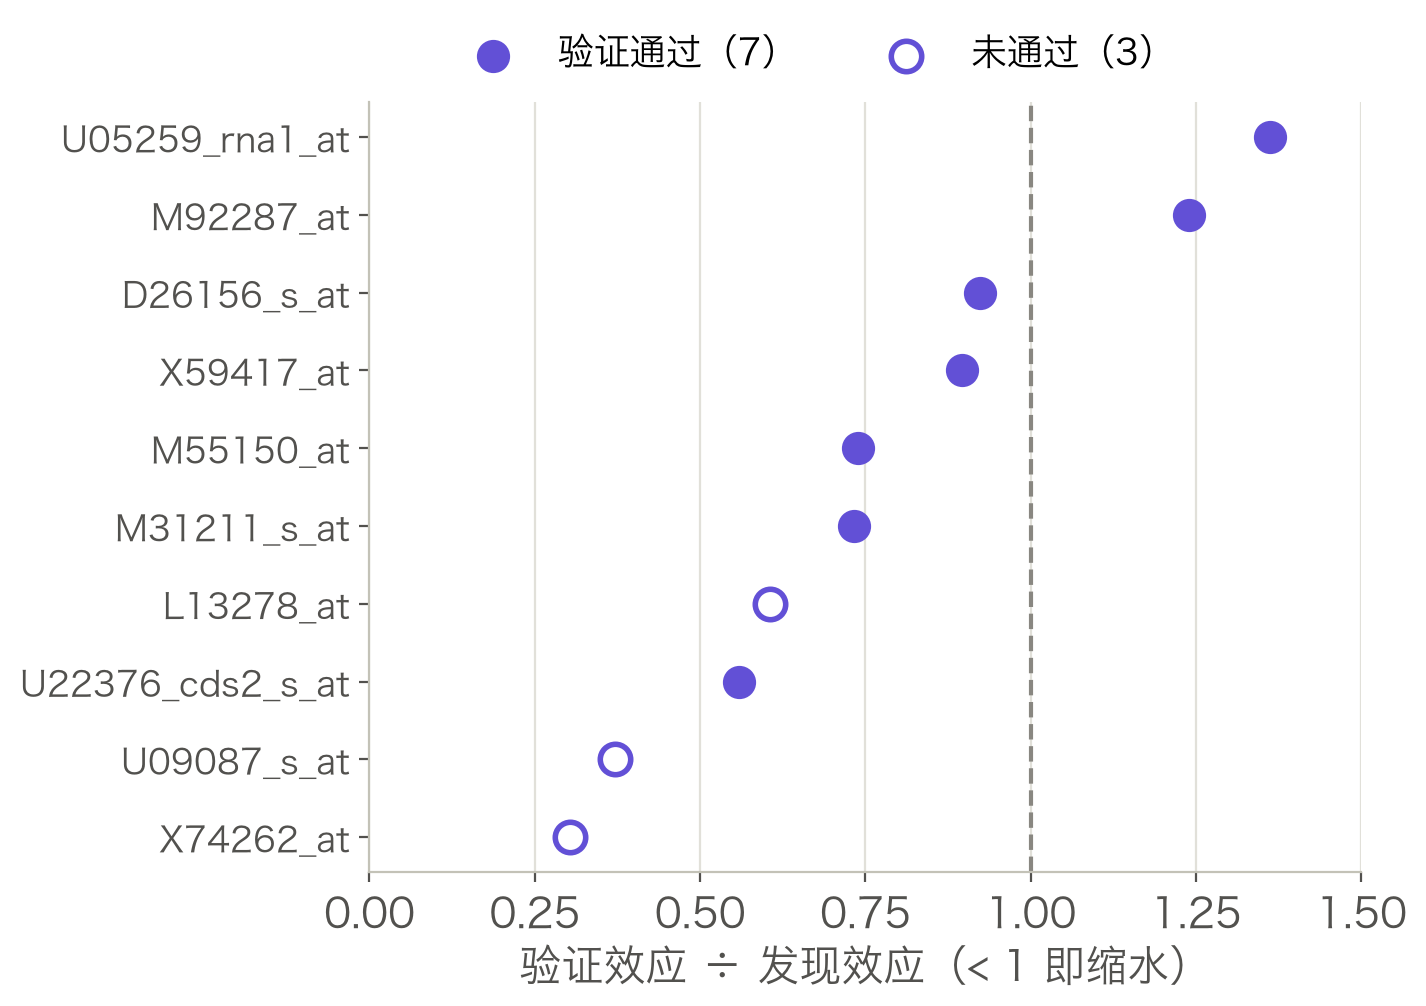 验证通过（7） 未通过（3）
U05259_rna1_at
M92287_at
D26156_s_at
X59417_at
M55150_at
M31211_s_at
L13278_at
U22376_cds2_s_at
U09087_s_at
X74262_at
0.00 0.25 0.50 0.75 1.00 1.25 1.50
验证效应 ÷ 发现效应（< 1 即缩水）